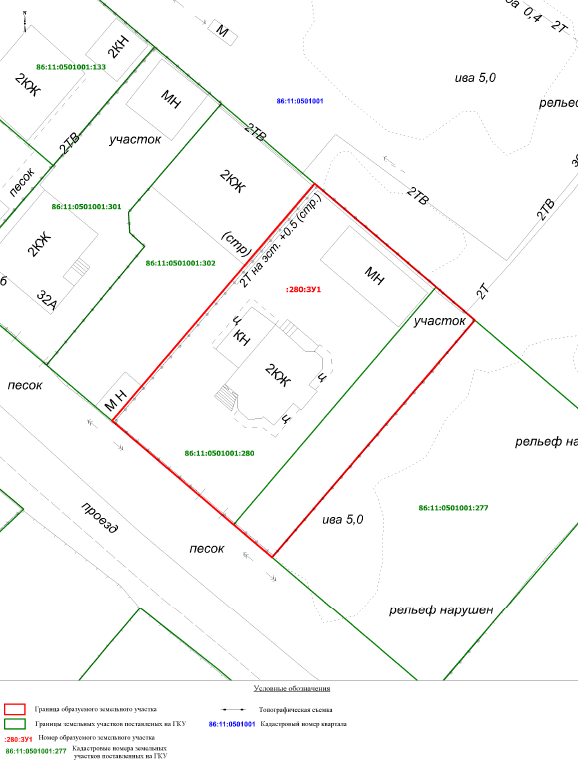 ва 0,4
2Т
М
2КН
86:11:0501001:133
ива 5,0
2КЖ
МН
86:11:0501001
рельеф
2ТВ
участок
2ТВ
песок
2КЖ
2ТВ
2ТВ
86:11:0501001:301
2Т на эст. +0,5 (стр.)
2КЖ
(стр)
86:11:0501001:302
МН
б
32А
:280:ЗУ1
2Т
участок
ц
КН
2КЖ
ц
песок
М Н
ц
рельеф на
86:11:0501001:280
86:11:0501001:277
проезд
ива 5,0
песок
рельеф нарушен
Условные обозначения
Граница образуемого земельного участка
Топографическая съемка
Границы земельных участков поставленых на ГКУ
86:11:0501001
Кадастровый номер квартала
:280:ЗУ1
Номер образуемого земельного участка
86:11:0501001:277
Кадастровые номера земельных
участков поставленных на ГКУ